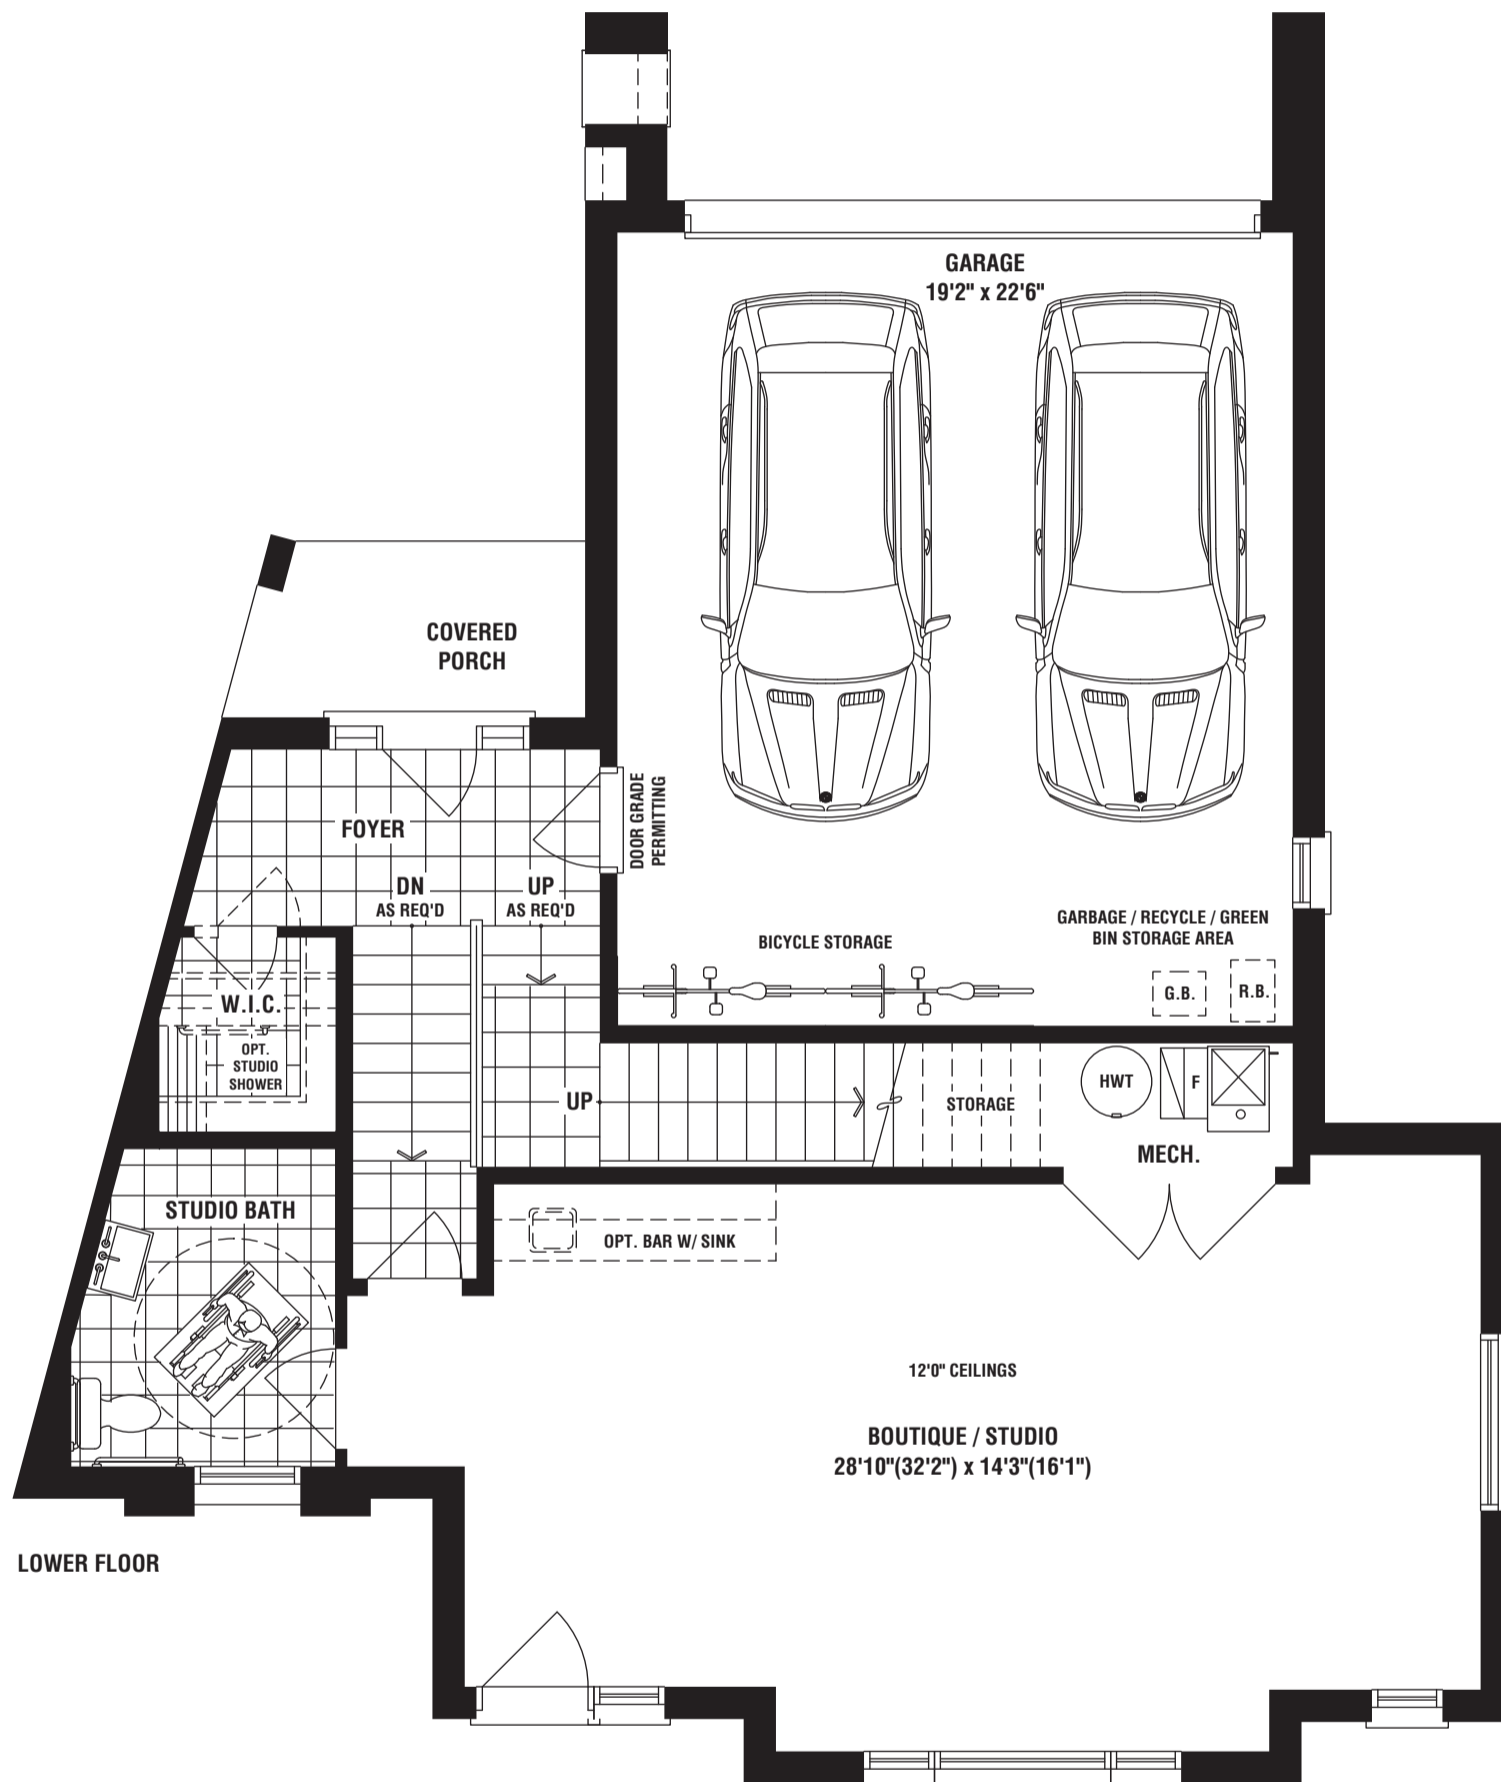 GARAGE
19'2" x 22'6"
COVERED
PORCH
DOOR GRADE
PERMITTING
FOYER
DN
AS REQ'D
UP
AS REQ'D
BICYCLE STORAGE
GARBAGE / RECYCLE / GREEN
BIN STORAGE AREA
G.B.
R.B.
W.I.C.
OPT.
STUDIO
SHOWER
UP
STORAGE
HWT
F
MECH.
STUDIO BATH
OPT. BAR W/ SINK
12'0" CEILINGS
BOUTIQUE / STUDIO
28'10"(32'2") x 14'3"(16'1")
LOWER FLOOR